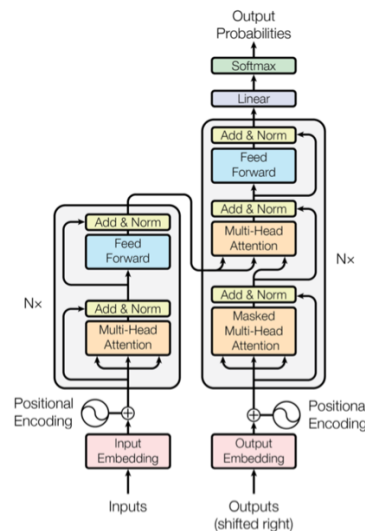 Output
Probabilities
Softmax
Linear
Add & Norm
Feed
Forward
Add & Norm
Multi-Head
Attention
Add & Norm
Masked
Multi-Head
Attention
N×
Add & Norm
Feed
Forward
Add & Norm
Multi-Head
Attention
N×
Positional
Encoding
Input
Embedding
Inputs
Positional
Encoding
Output
Embedding
Outputs
(shifted right)